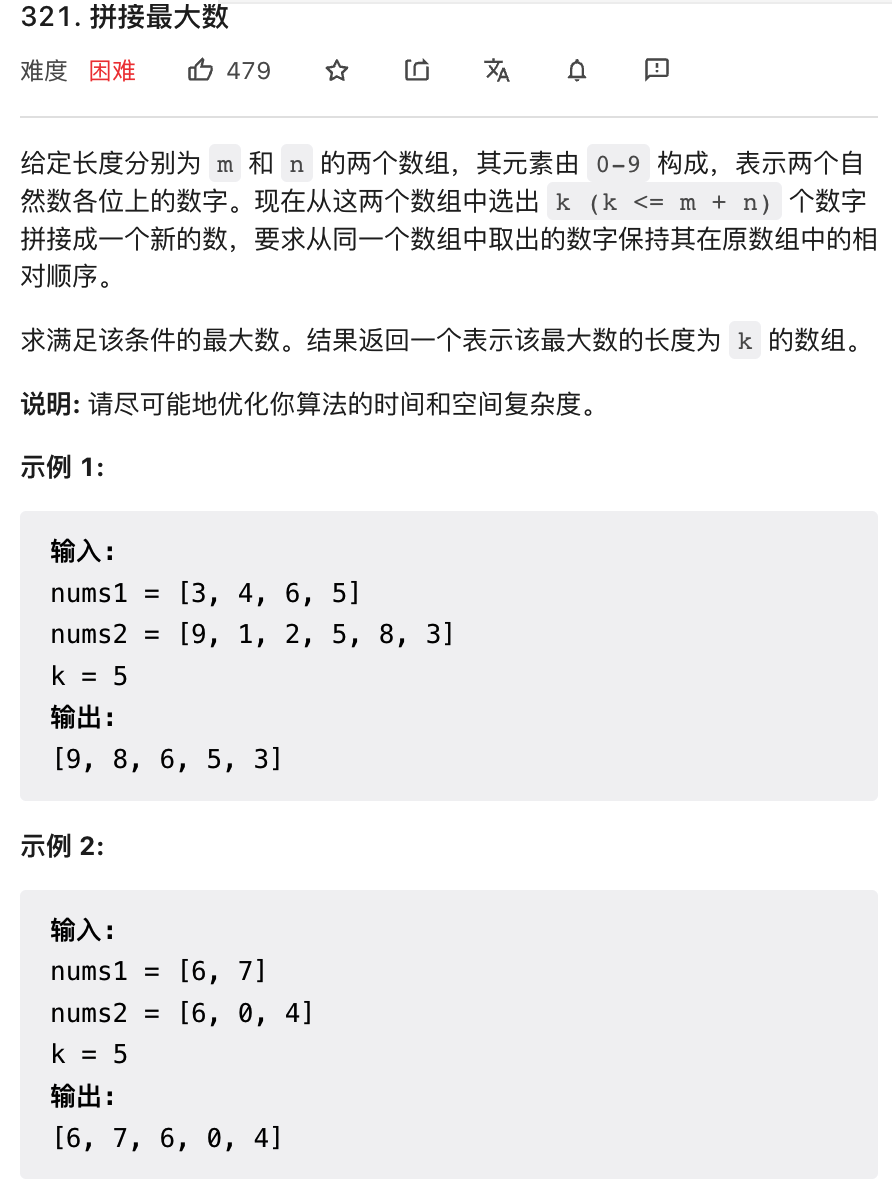 321. 拼接最大数
难度 困难 479
给定长度分别为 m 和 n 的两个数组，其元素由 0-9 构成，表示两个自
然数各位上的数字。现在从这两个数组中选出 k (k <= m + n) 个数字
拼接成一个新的数，要求从同一个数组中取出的数字保持其在原数组中的相
对顺序。
求满足该条件的最大数。结果返回一个表示该最大数的长度为 k 的数组。
说明: 请尽可能地优化你算法的时间和空间复杂度。
示例 1:
输入:
nums1 = [3, 4, 6, 5]
nums2 = [9, 1, 2, 5, 8, 3]
k = 5
输出:
[9, 8, 6, 5, 3]
示例 2:
输入:
nums1 = [6, 7]
nums2 = [6, 0, 4]
k = 5
输出:
[6, 7, 6, 0, 4]